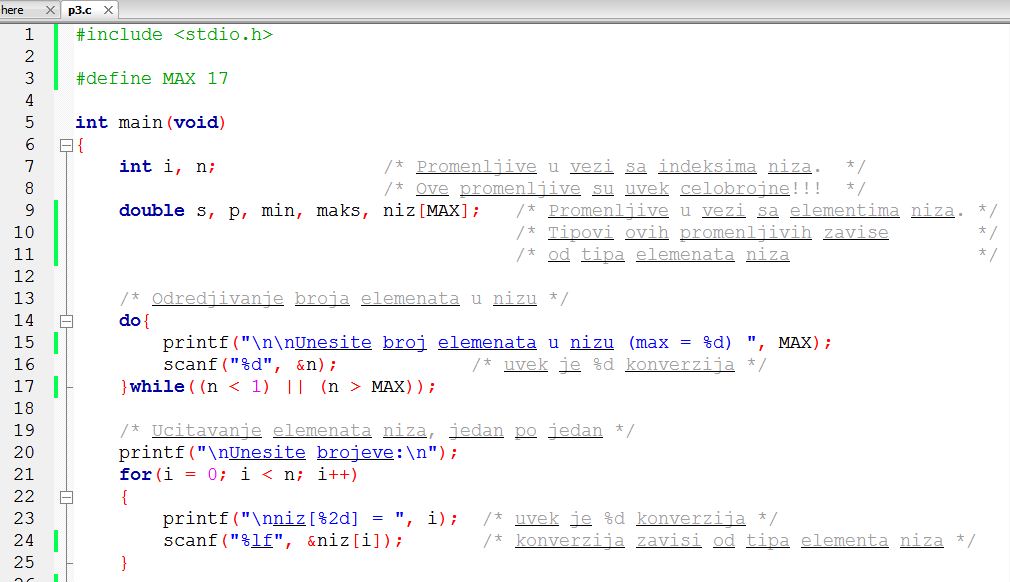 here × p3.c ×
1 #include <stdio.h>
2
3 #define MAX 17
4
5 int main(void)
6 {
7 int i, n; /* Promenljive u vezi sa indeksima niza. */
8 /* Ove promenljive su uvek celobrojne!!! */
9 double s, p, min, maks, niz[MAX]; /* Promenljive u vezi sa elementima niza. */
10 /* Tipovi ovih promenljivih zavise */
11 /* od tipa elemenata niza */
12
13 /* Odredjivanje broja elemenata u nizu */
14 do{
15 printf("\n\nUnesite broj elemenata u nizu (max = %d) ", MAX);
16 scanf("%d", &n); /* uvek je %d konverzija */
17 }while((n < 1) || (n > MAX));
18
19 /* Ucitavanje elemenata niza, jedan po jedan */
20 printf("\nUnesite brojeve:\n");
21 for(i = 0; i < n; i++)
22 {
23 printf("\nniz[%2d] = ", i); /* uvek je %d konverzija */
24 scanf("%lf", &niz[i]); /* konverzija zavisi od tipa elementa niza */
25 }